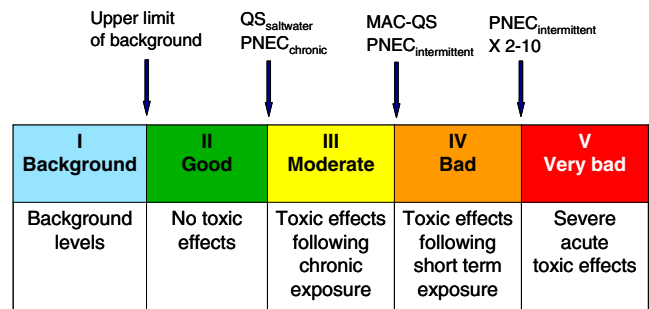 Upper limit
of background
QSsaltwater
PNECchronic
MAC-QS
PNECintermittent
PNECintermittent
X 2-10
I
Background
II
Good
III
Moderate
IV
Bad
V
Very bad
Background
levels
No toxic
effects
Toxic effects
following
chronic
exposure
Toxic effects
following
short term
exposure
Severe
acute
toxic effects